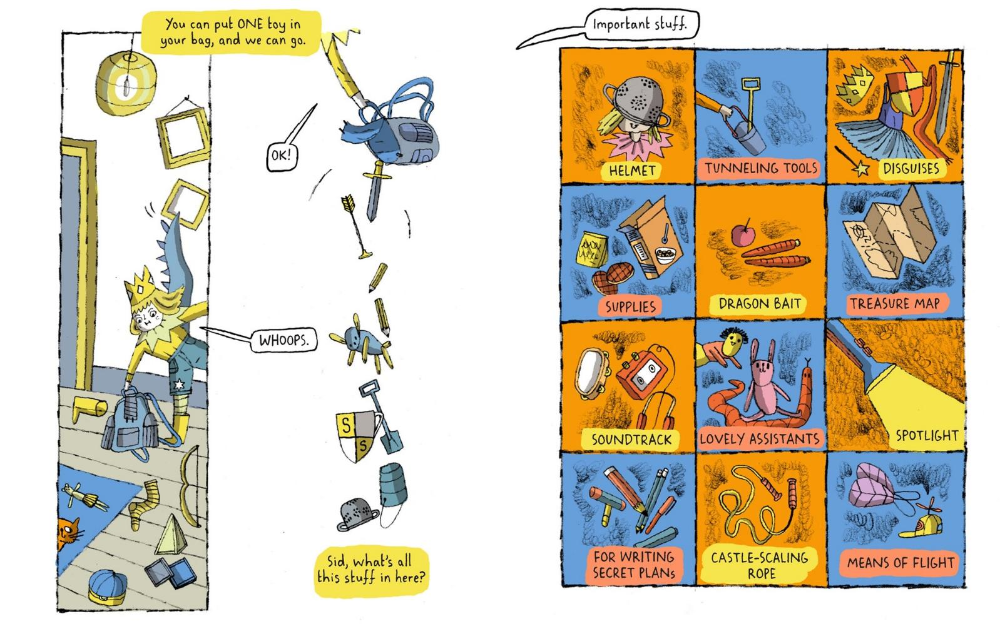 You can put ONE toy in
your bag, and we can go.
OK!
WHOOPS.
S
S
Sid, what's all
this stuff in here?
Important stuff.
HELMET
TUNNELING TOOLS
DISGUISES
SUPPLIES
DRAGON BAIT
TREASURE MAP
SOUNDTRACK
LOVELY ASSISTANTS
SPOTLIGHT
FOR WRITING
SECRET PLANS
CASTLE-SCALING
ROPE
MEANS OF FLIGHT